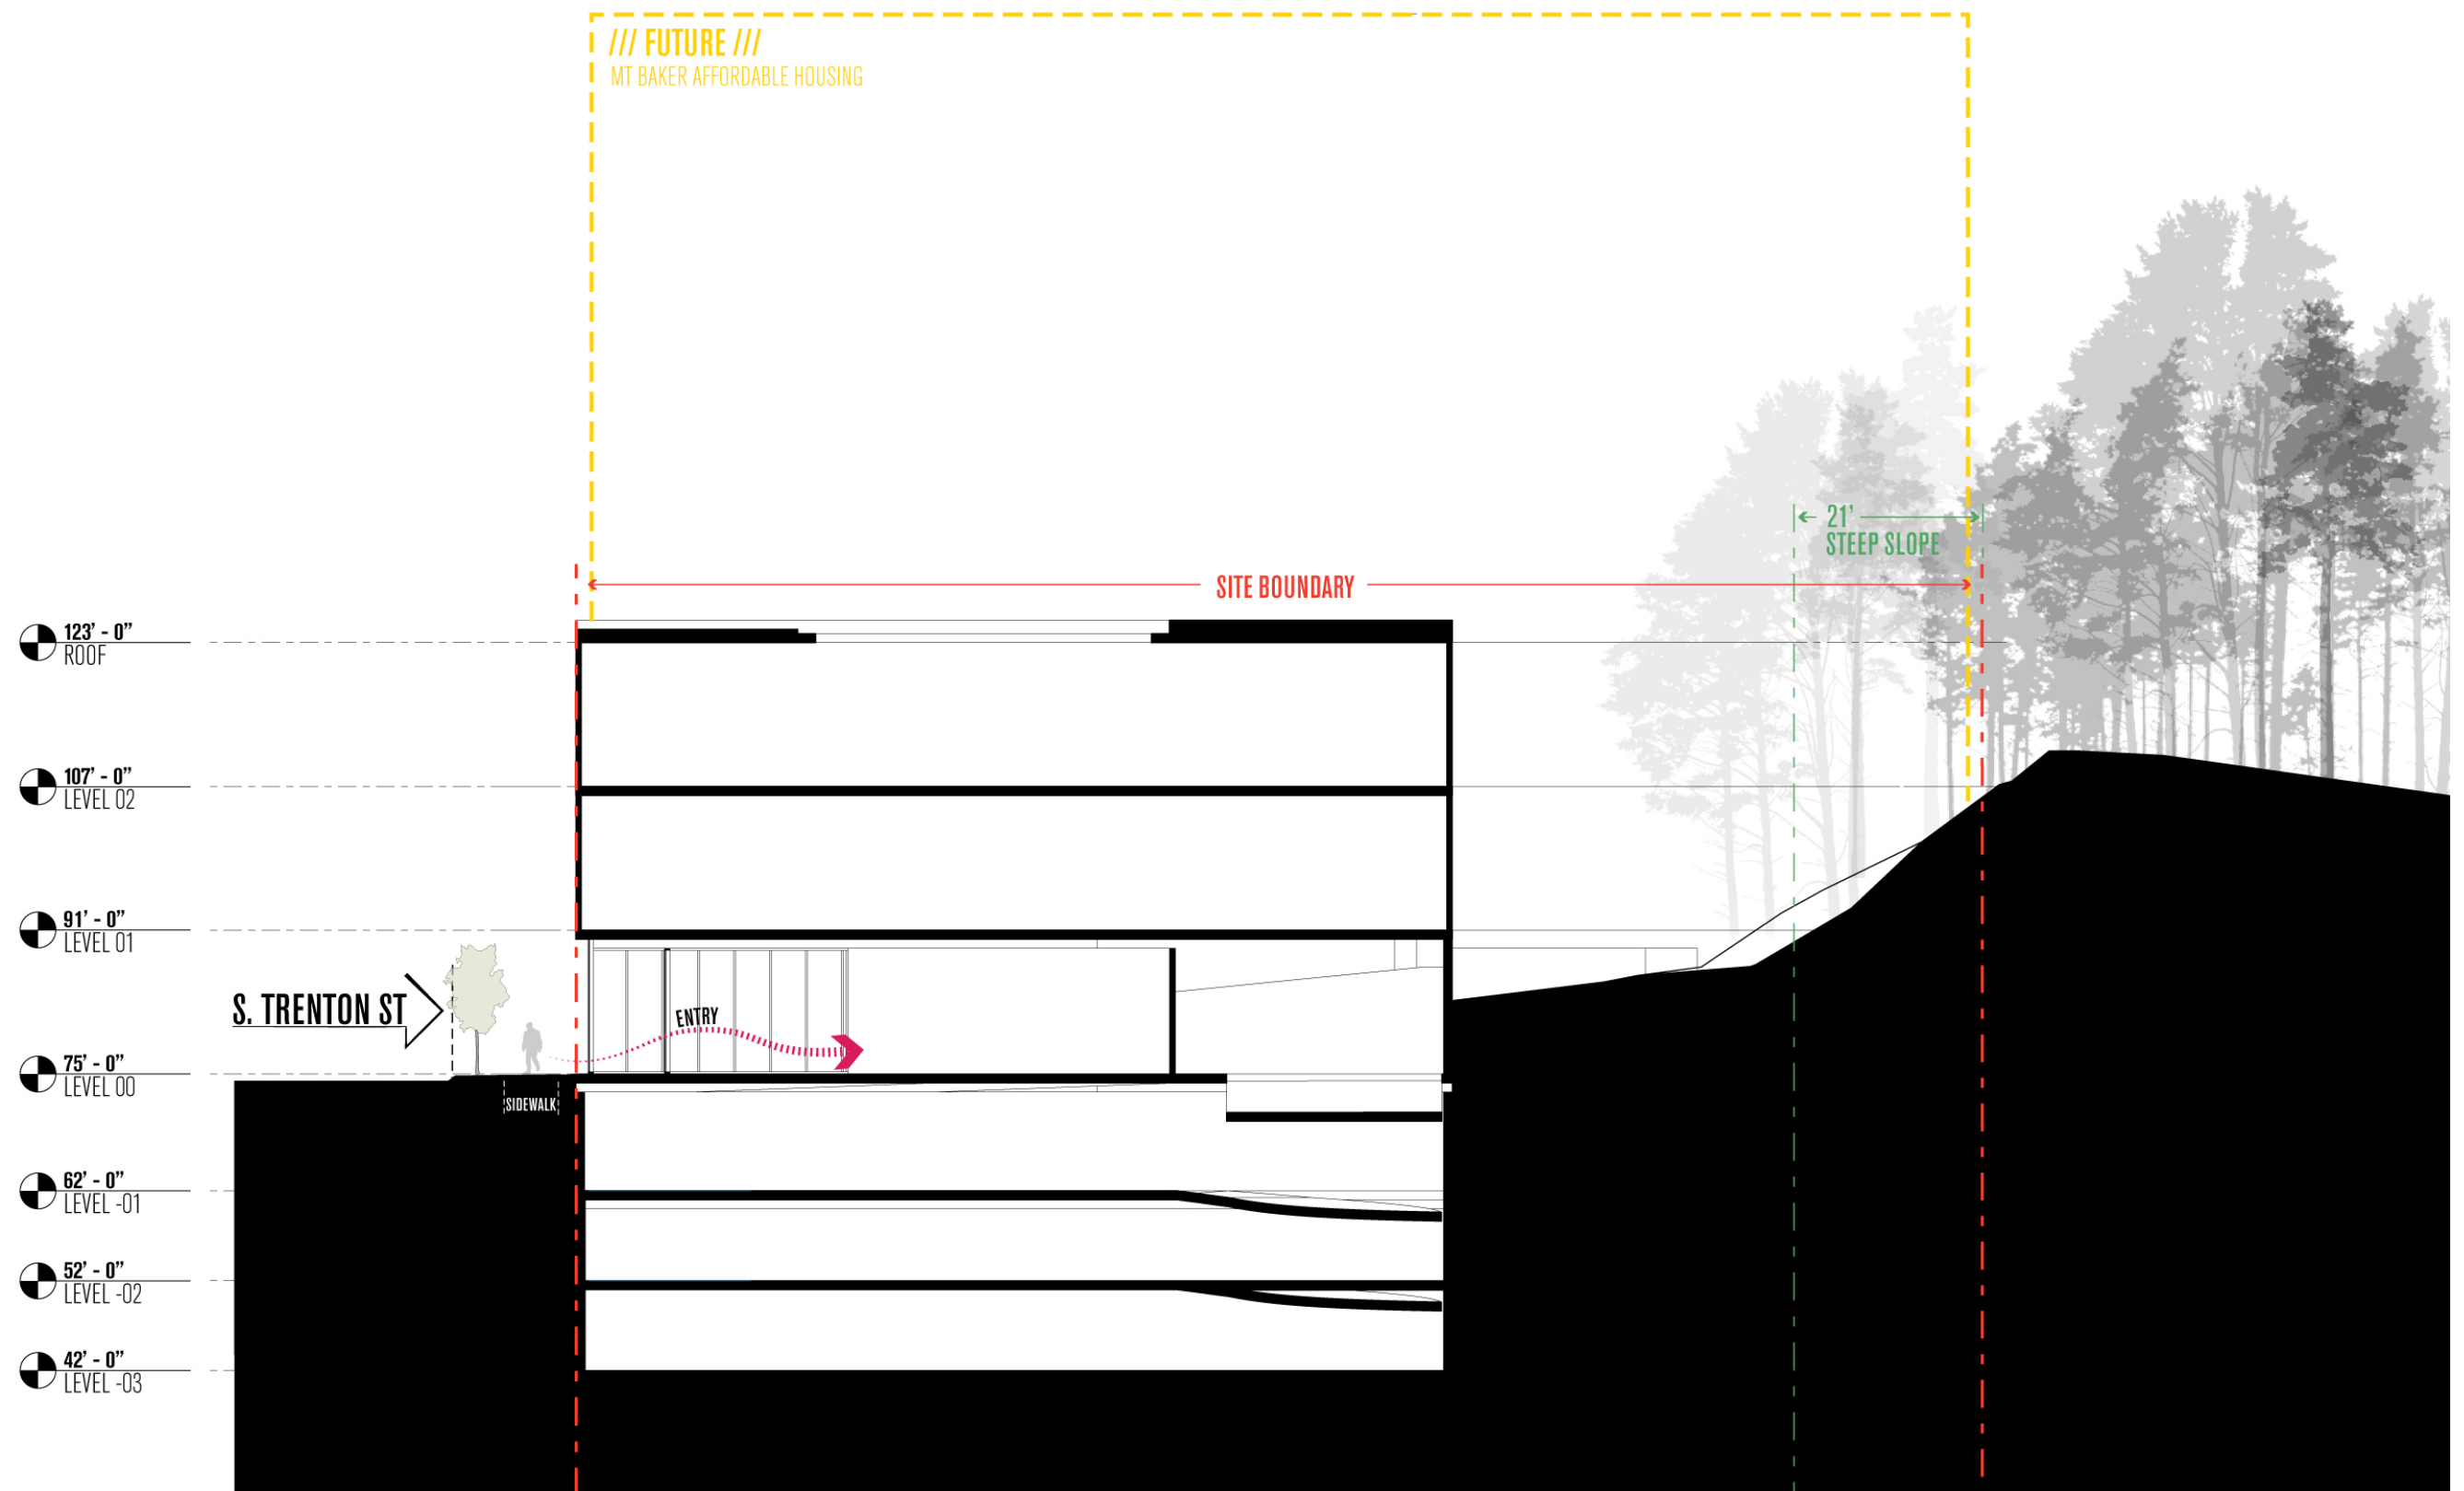 /// FUTURE ///
MT BAKER AFFORDABLE HOUSING
21’
STEEP SLOPE
SITE BOUNDARY
123’ - 0”
ROOF
107’ - 0”
LEVEL 02
91’ - 0”
LEVEL 01
S. TRENTON ST
ENTRY
75’ - 0”
LEVEL 00
SIDEWALK
62’ - 0”
LEVEL -01
52’ - 0”
LEVEL -02
42’ - 0”
LEVEL -03